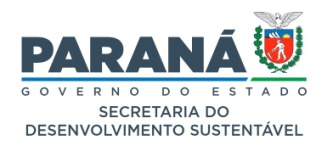 PARANÁ
GOVERNO DO ESTADO
SECRETARIA DO
DESENVOLVIMENTO SUSTENTÁVEL